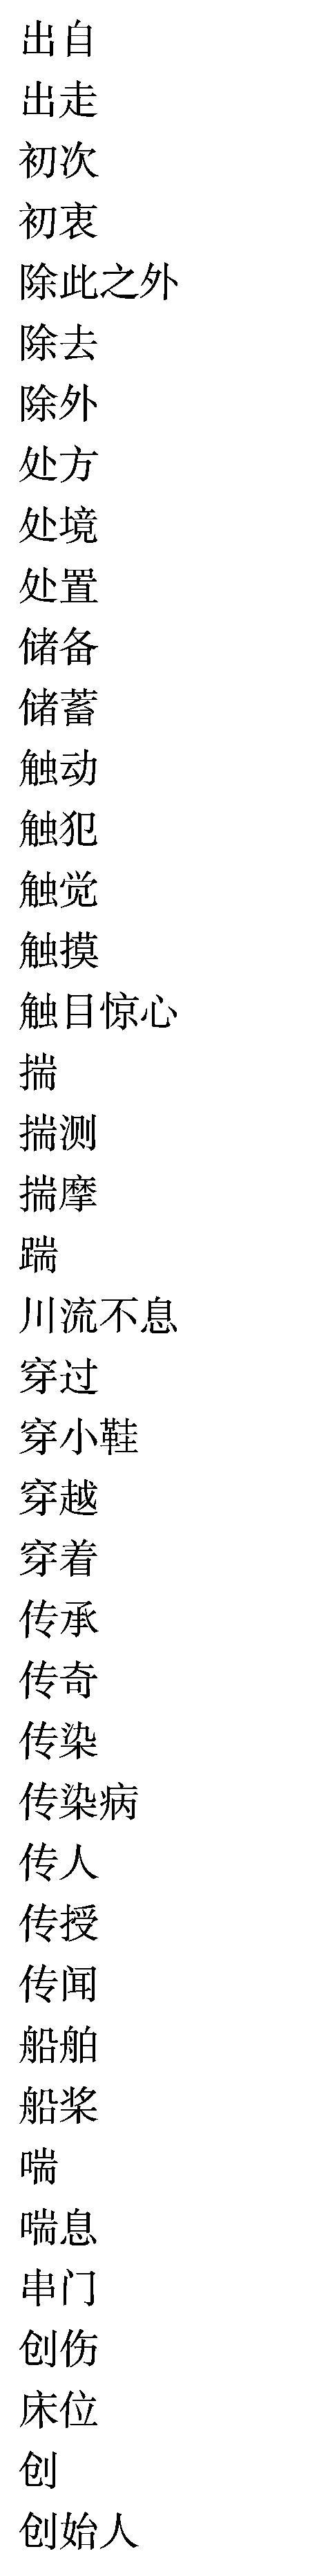 出自
出走
初次
初衷
除此之外
除去
除外
处方
处境
处置
储备
储蓄
触动
触犯
触觉
触摸
触目惊心
揣
揣测
揣摩
踹
川流不息
穿过
穿小鞋
穿越
穿着
传承
传奇
传染
传染病
传人
传授
传闻
船舶
船桨
喘
喘息
串门
创伤
床位
创
创始人